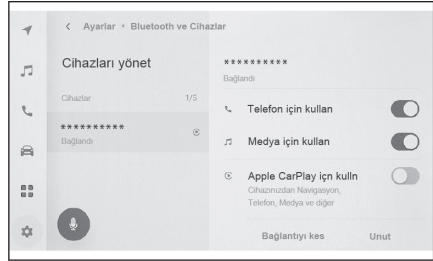 < Ayarlar • Bluetooth ve Cihazlar
Cihazları yönet
Cihazlar 1/5
**********
Bağlandı
**********
Bağlandı
Telefon için kullan
Medya için kullan
Apple CarPlay içn kulln
Cihazınızdan Navigasyon,
Telefon, Medya ve diğer
Bağlantıyı kes Unut